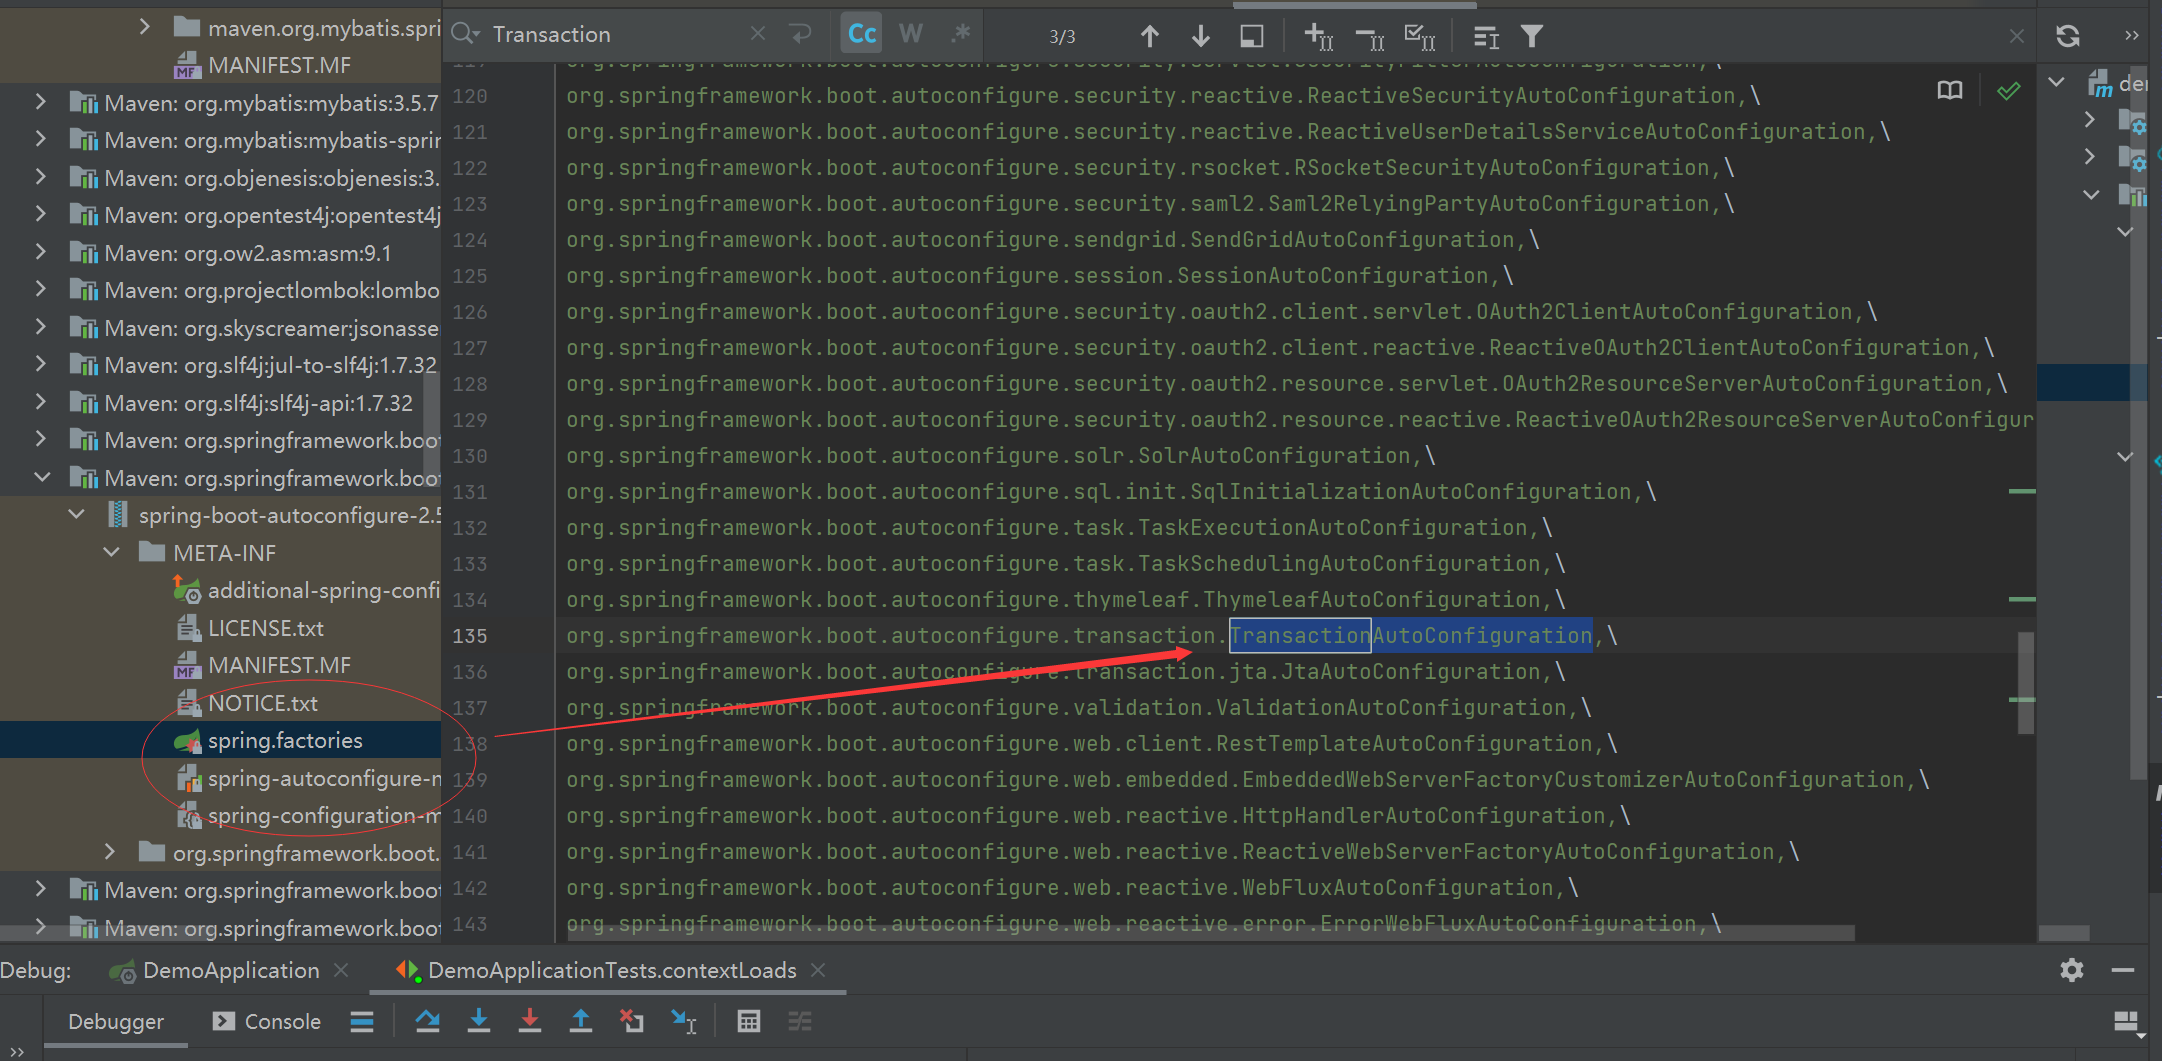 maven.org.mybatis.spri
MANIFEST.MF
Maven: org.mybatis:mybatis:3.5.7
Maven: org.mybatis:mybatis-sprin
Maven: org.objenesis:objenesis:3.
Maven: org.opentest4j:opentest4j
Maven: org.ow2.asm:asm:9.1
Maven: org.projectlombok:lombo
Maven: org.skyscreamer:jsonasse
Maven: org.slf4j:jul-to-slf4j:1.7.32
Maven: org.slf4j:slf4j-api:1.7.32
Maven: org.springframework.boot
Maven: org.springframework.boot
spring-boot-autoconfigure-2.5
META-INF
additional-spring-confi
LICENSE.txt
MANIFEST.MF
NOTICE.txt
spring.factories
spring-autoconfigure-m
spring-configuration-m
org.springframework.boot.
Maven: org.springframework.boot
Maven: org.springframework.boot
Transaction
Cc W .* 3/3
119 org.springframework.boot.autoconfigure.security.servlet.SecurityFilterAutoConfiguration,\
120 org.springframework.boot.autoconfigure.security.reactive.ReactiveSecurityAutoConfiguration,\
121 org.springframework.boot.autoconfigure.security.reactive.ReactiveUserDetailsServiceAutoConfiguration,\
122 org.springframework.boot.autoconfigure.security.rsocket.RSocketSecurityAutoConfiguration,\
123 org.springframework.boot.autoconfigure.security.saml2.Saml2RelyingPartyAutoConfiguration,\
124 org.springframework.boot.autoconfigure.sendgrid.SendGridAutoConfiguration,\
125 org.springframework.boot.autoconfigure.session.SessionAutoConfiguration,\
126 org.springframework.boot.autoconfigure.security.oauth2.client.servlet.OAuth2ClientAutoConfiguration,\
127 org.springframework.boot.autoconfigure.security.oauth2.client.reactive.ReactiveOAuth2ClientAutoConfiguration,\
128 org.springframework.boot.autoconfigure.security.oauth2.resource.servlet.OAuth2ResourceServerAutoConfiguration,\
129 org.springframework.boot.autoconfigure.security.oauth2.resource.reactive.ReactiveOAuth2ResourceServerAutoConfigur
130 org.springframework.boot.autoconfigure.solr.SolrAutoConfiguration,\
131 org.springframework.boot.autoconfigure.sql.init.SqlInitializationAutoConfiguration,\
132 org.springframework.boot.autoconfigure.task.TaskExecutionAutoConfiguration,\
133 org.springframework.boot.autoconfigure.task.TaskSchedulingAutoConfiguration,\
134 org.springframework.boot.autoconfigure.thymeleaf.ThymeleafAutoConfiguration,\
135 org.springframework.boot.autoconfigure.transaction.TransactionAutoConfiguration,\
136 org.springframework.boot.autoconfigure.transaction.jta.JtaAutoConfiguration,\
137 org.springframework.boot.autoconfigure.validation.ValidationAutoConfiguration,\
138 org.springframework.boot.autoconfigure.web.client.RestTemplateAutoConfiguration,\
139 org.springframework.boot.autoconfigure.web.embedded.EmbeddedWebServerFactoryCustomizerAutoConfiguration,\
140 org.springframework.boot.autoconfigure.web.reactive.HttpHandlerAutoConfiguration,\
141 org.springframework.boot.autoconfigure.web.reactive.ReactiveWebServerFactoryAutoConfiguration,\
142 org.springframework.boot.autoconfigure.web.reactive.WebFluxAutoConfiguration,\
143 org.springframework.boot.autoconfigure.web.reactive.error.ErrorWebFluxAutoConfiguration,\
der
Debug: DemoApplication DemoApplicationTests.contextLoads
Debugger Console